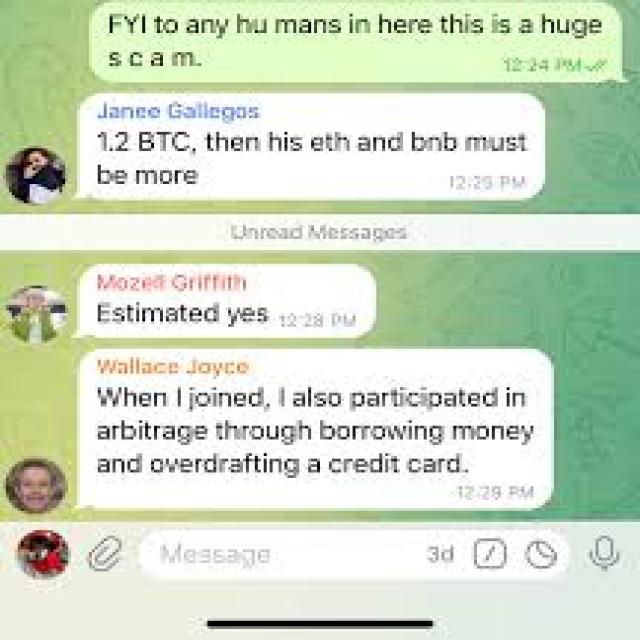 FYI to any hu mans in here this is a huge
s c a m.
12:24 PM
Janee Gallegos
1.2 BTC, then his eth and bnb must
be more
12:25 PM
Unread Messages
Mozell Griffith
Estimated yes 12:28 PM
Wallace Joyce
When I joined, I also participated in
arbitrage through borrowing money
and overdrafting a credit card.
12:29 PM
Message 3d